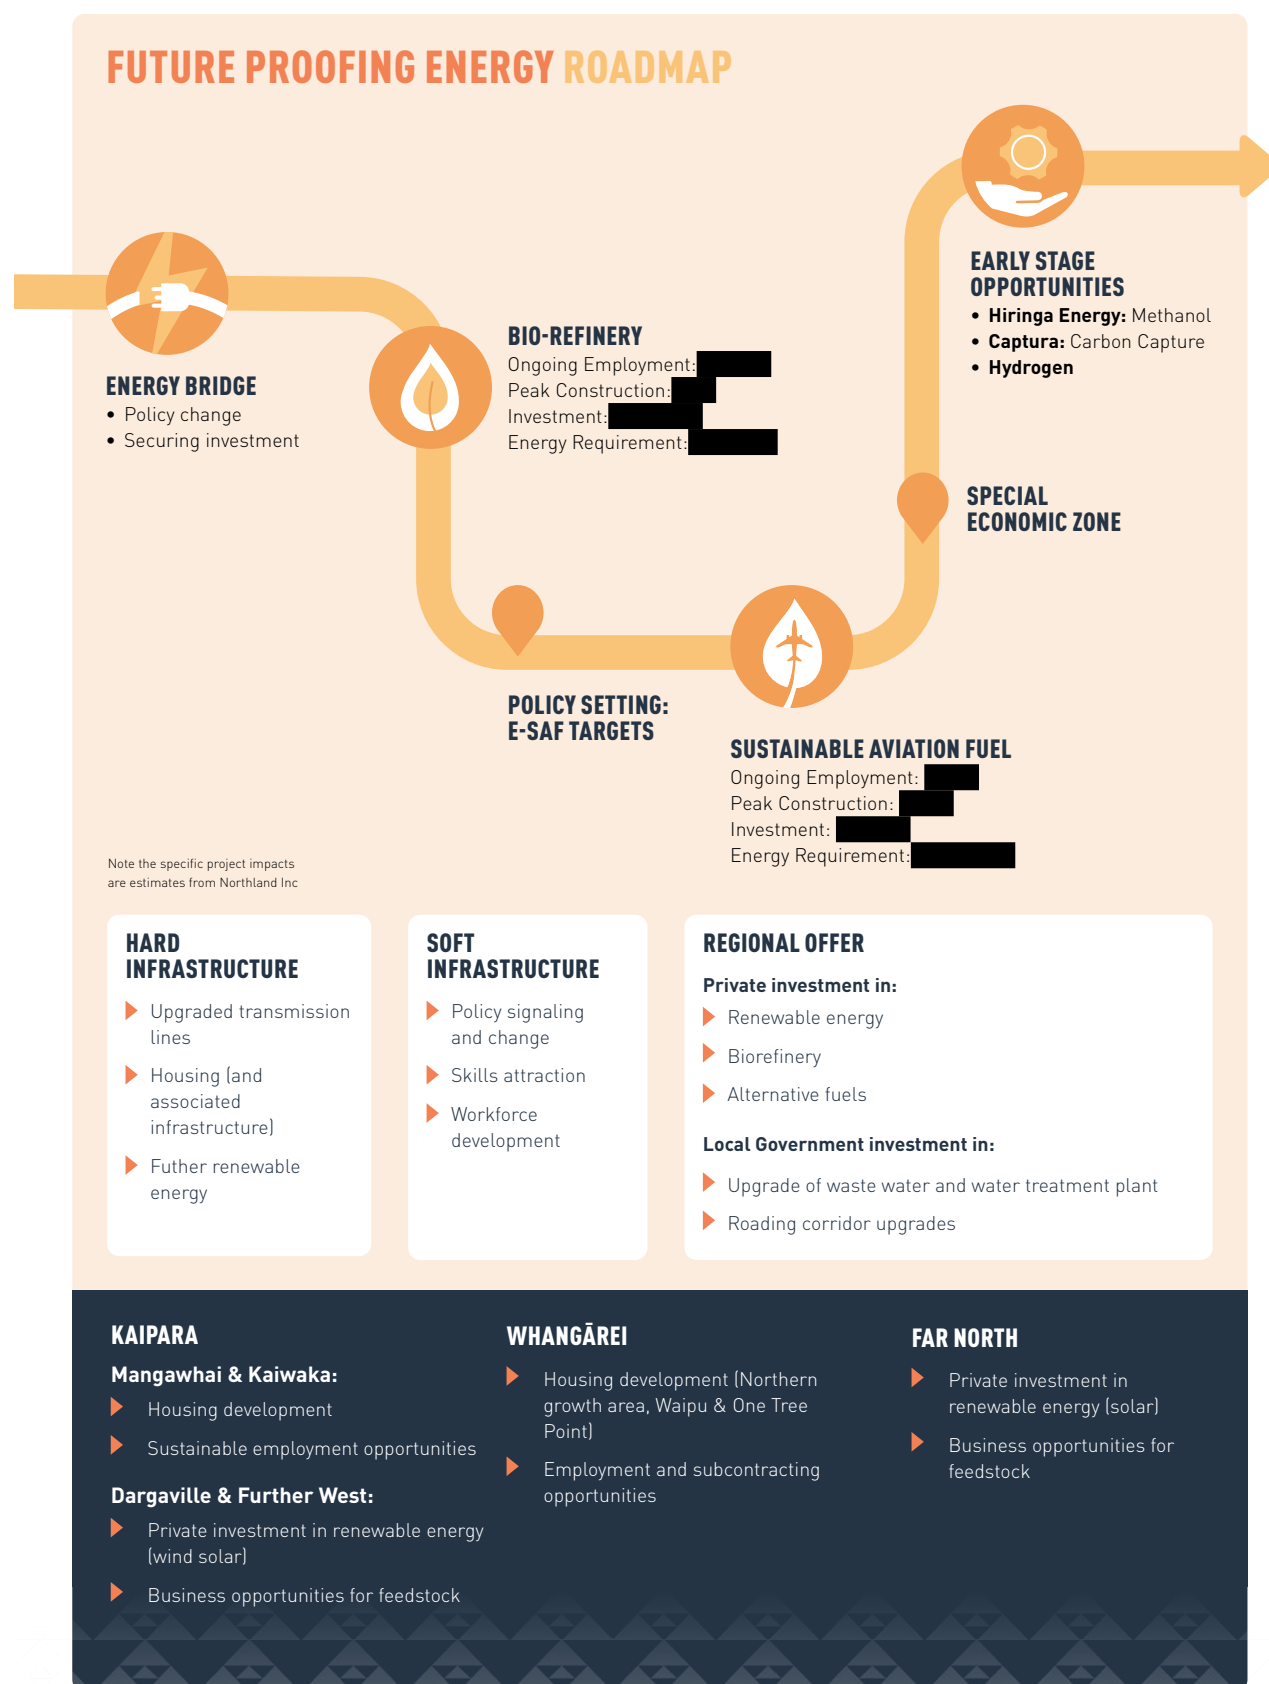 FUTURE PROOFING ENERGY ROADMAP
ENERGY BRIDGE
• Policy change
• Securing investment
BIO-REFINERY
Ongoing Employment:
Peak Construction:
Investment:
Energy Requirement:
POLICY SETTING:
E-SAF TARGETS
SUSTAINABLE AVIATION FUEL
Ongoing Employment:
Peak Construction:
Investment:
Energy Requirement:
SPECIAL
ECONOMIC ZONE
EARLY STAGE
OPPORTUNITIES
• Hiringa Energy: Methanol
• Captura: Carbon Capture
• Hydrogen
Note the specific project impacts
are estimates from Northland Inc
HARD
INFRASTRUCTURE
Upgraded transmission
lines
Housing (and
associated
infrastructure)
Futher renewable
energy
SOFT
INFRASTRUCTURE
Policy signaling
and change
Skills attraction
Workforce
development
REGIONAL OFFER
Private investment in:
Renewable energy
Biorefinery
Alternative fuels
Local Government investment in:
Upgrade of waste water and water treatment plant
Roading corridor upgrades
KAIPARA
Mangawhai & Kaiwaka:
Housing development
Sustainable employment opportunities
Dargaville & Further West:
Private investment in renewable energy
(wind solar)
Business opportunities for feedstock
WHANGĀREI
Housing development (Northern
growth area, Waipu & One Tree
Point)
Employment and subcontracting
opportunities
FAR NORTH
Private investment in
renewable energy (solar)
Business opportunities for
feedstock